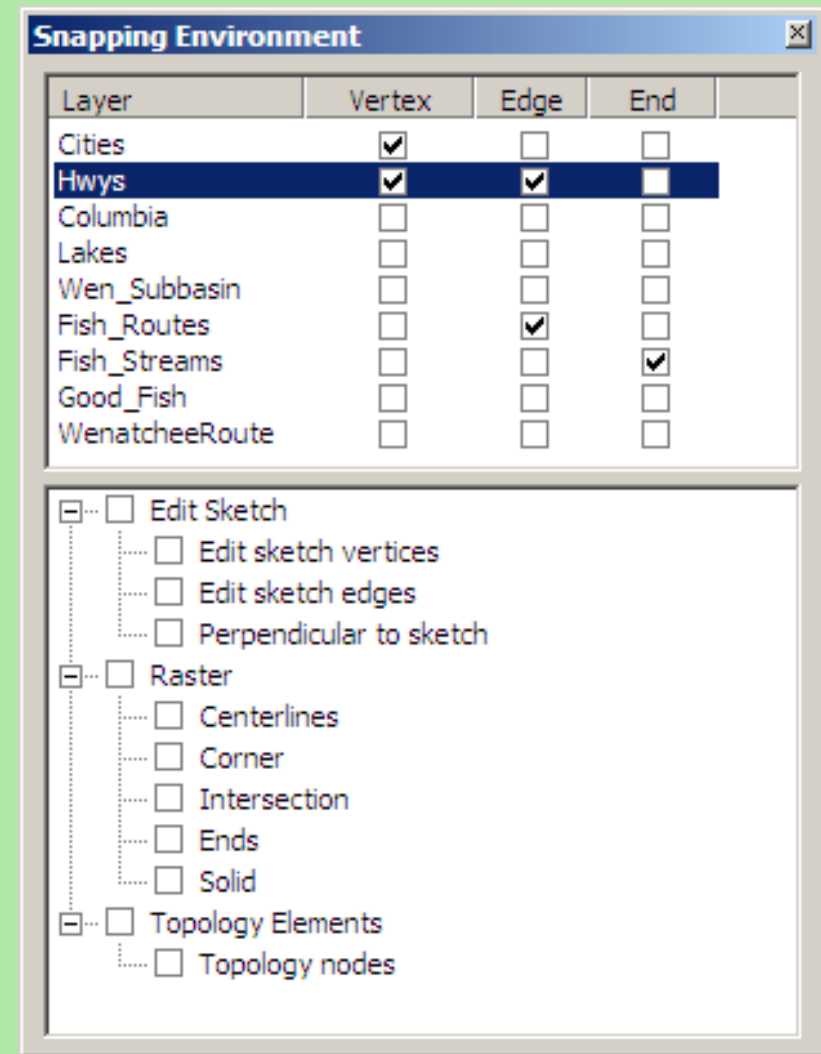 Snapping Environment
Layer Vertex Edge End
Cities
Hwys
Columbia
Lakes
Wen_Subbasin
Fish_Routes
Fish_Streams
Good_Fish
WenatcheeRoute
Edit Sketch
Edit sketch vertices
Edit sketch edges
Perpendicular to sketch
Raster
Centerlines
Corner
Intersection
Ends
Solid
Topology Elements
Topology nodes